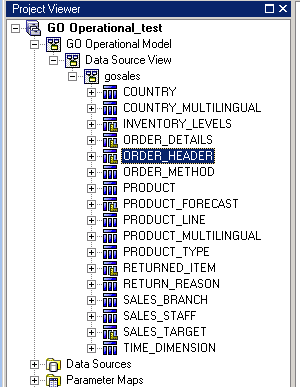 Project Viewer
GO Operational_test
GO Operational Model
Data Source View
gosales
COUNTRY
COUNTRY_MULTILINGUAL
INVENTORY_LEVELS
ORDER_DETAILS
ORDER_HEADER
ORDER_METHOD
PRODUCT
PRODUCT_FORECAST
PRODUCT_LINE
PRODUCT_MULTILINGUAL
PRODUCT_TYPE
RETURNED_ITEM
RETURN_REASON
SALES_BRANCH
SALES_STAFF
SALES_TARGET
TIME_DIMENSION
Data Sources
Parameter Maps